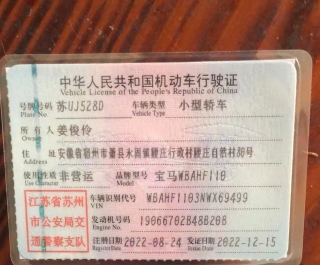 中华人民共和国机动车行驶证
Vehicle License of the People's Republic of China
号牌号码 苏UJ528D 车辆类型 小型轿车
Plate No. Vehicle Type
所有人 姜俊伶
Owner
住址 安徽省宿州市萧县永固镇腰庄行政村腰庄自然村80号
Address
使用性质 非营运 品牌型号 宝马WBAHF110
Use Character Model
江苏省苏州
市公安局交
通警察支队
车辆识别代号 WBAHF1103NWX69499
VIN
发动机号码 19066702B48B20B
Engine No.
注册日期 2022-08-24 发证日期 2022-12-15
Register Date Issue Date